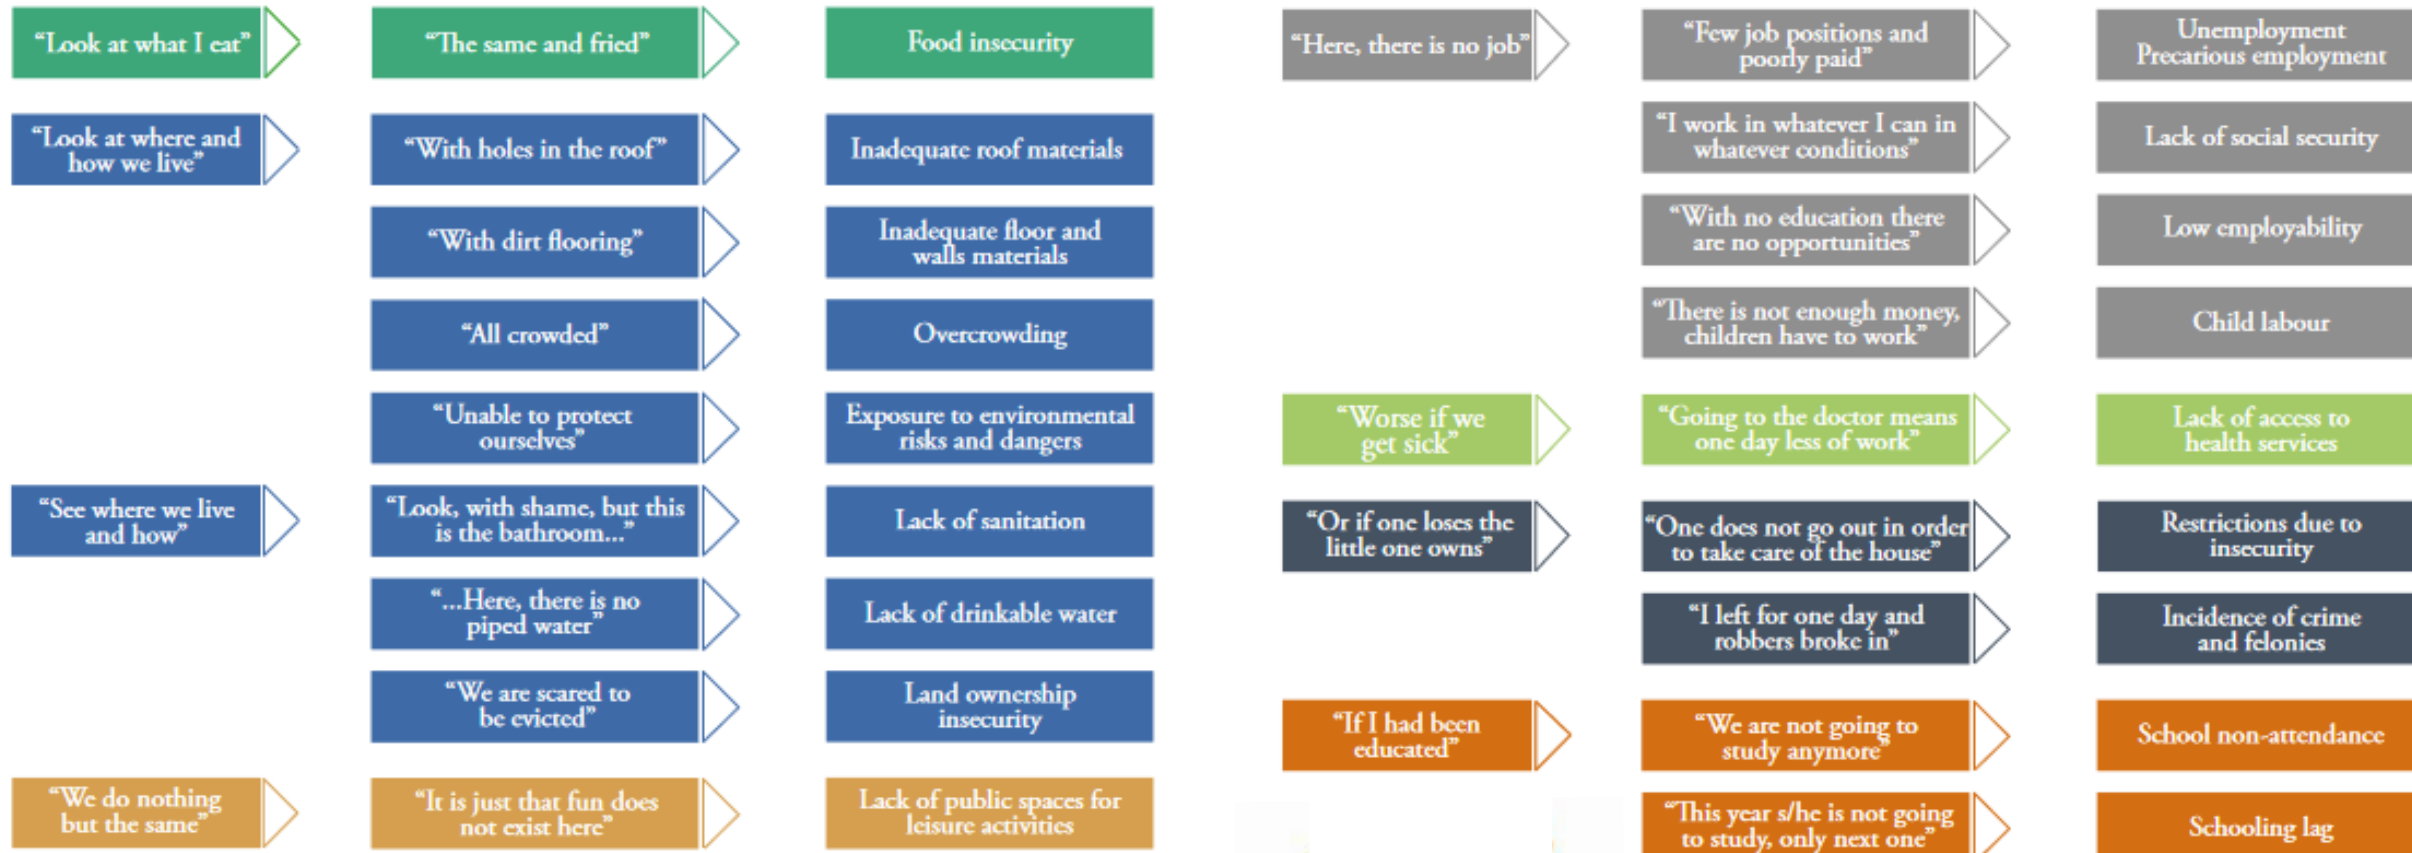 “Look at what I eat”
“The same and fried”
Food insecurity
“Look at where and
how we live”
“With holes in the roof”
Inadequate roof materials
“With dirt flooring”
Inadequate floor and
walls materials
“All crowded”
Overcrowding
“Unable to protect
ourselves”
Exposure to environmental
risks and dangers
“See where we live
and how”
“Look, with shame, but this
is the bathroom...”
Lack of sanitation
“...Here, there is no
piped water”
Lack of drinkable water
“We are scared to
be evicted”
Land ownership
insecurity
“We do nothing
but the same”
“It is just that fun does
not exist here”
Lack of public spaces for
leisure activities
“Here, there is no job”
“Few job positions and
poorly paid”
Unemployment
Precarious employment
“I work in whatever I can in
whatever conditions”
Lack of social security
“With no education there
are no opportunities”
Low employability
“There is not enough money,
children have to work”
Child labour
“Worse if we
get sick”
“Going to the doctor means
one day less of work”
Lack of access to
health services
“Or if one loses the
little one owns”
“One does not go out in order
to take care of the house”
Restrictions due to
insecurity
“I left for one day and
robbers broke in”
Incidence of crime
and felonies
“If I had been
educated”
“We are not going to
study anymore”
School non-attendance
“This year s/he is not going
to study, only next one”
Schooling lag